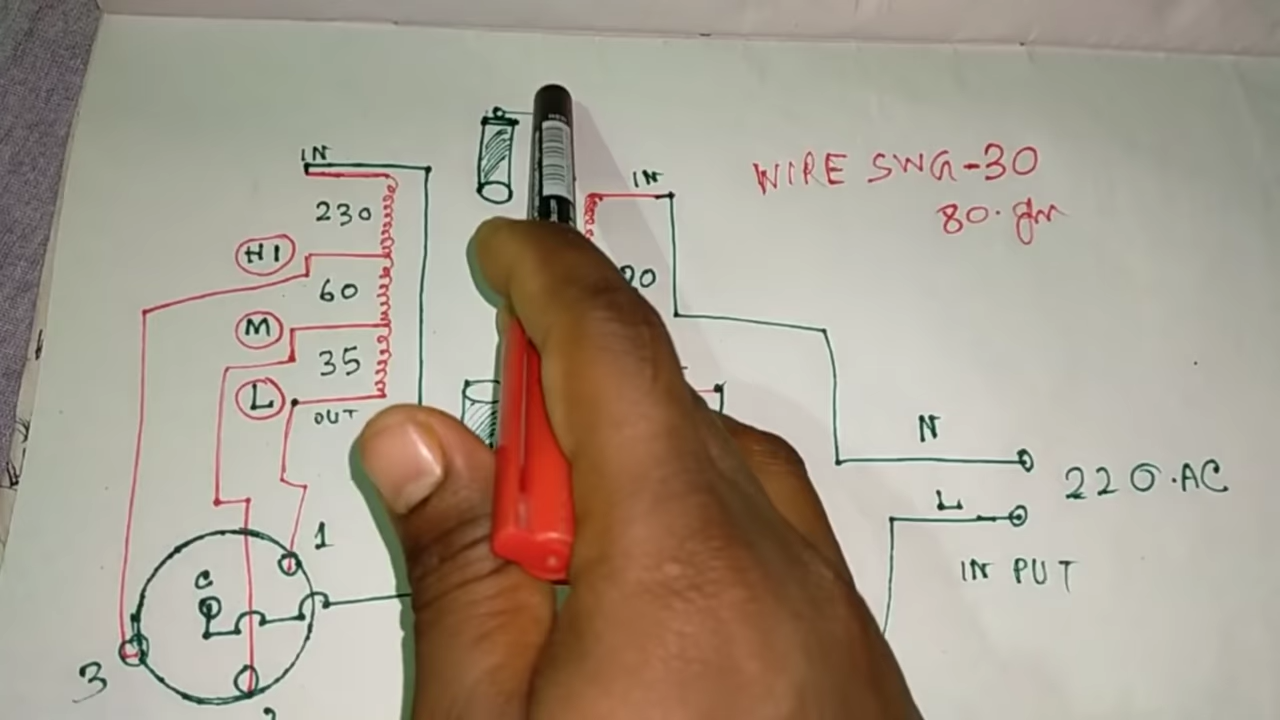 IN
230
HI
60
M
35
L
OUT
1
C
3
IN
WIRE SWG-30
80.gm
N
220.AC
L
IN PUT